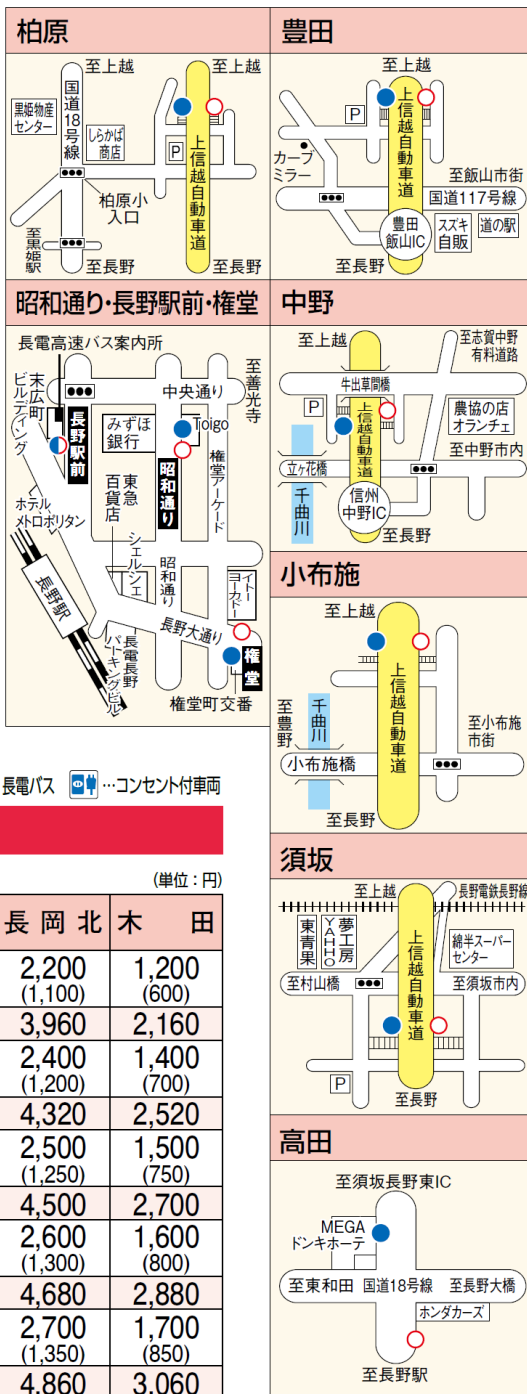 柏原
至上越
至上越
国道18号線
黒姫物産
センター
しらかば
商店
P
上信越自動車道
柏原小
入口
至黒姫駅
至長野
至長野
豊田
至上越
P
カーブ
ミラー
上信越自動車道
至飯山市街
国道117号線
豊田
飯山IC
スズキ
自販
道の駅
至長野
昭和通り・長野駅前・権堂
長電高速バス案内所
末広町
ビルディング
中央通り
至善光寺
長野駅前
みずほ
銀行
Toigo
昭和通り
権堂アーケード
ホテル
メトロポリタン
東急
百貨店
シェルシェ
昭和通り
イトー
ヨーカドー
長野駅
長野大通り
長電長野
パーキングビル
権堂
権堂町交番
中野
至上越
至志賀中野
有料道路
牛出草間橋
P
上信越自動車道
農協の店
オランチェ
至中野市内
立ヶ花橋
千曲川
信州
中野IC
至長野
小布施
至上越
上信越自動車道
至豊野
千曲川
至小布施
市街
小布施橋
至長野
須坂
至上越
長野電鉄長野線
東青果
YAHHO
夢工房
上信越自動車道
綿半スーパー
センター
至村山橋
至須坂市内
P
至長野
高田
至須坂長野東IC
MEGA
ドンキホーテ
至東和田
国道18号線
至長野大橋
ホンダカーズ
至長野駅
長電バス
…コンセント付車両
(単位：円)
長岡北 木田
2,200 1,200
(1,100) (600)
3,960 2,160
2,400 1,400
(1,200) (700)
4,320 2,520
2,500 1,500
(1,250) (750)
4,500 2,700
2,600 1,600
(1,300) (800)
4,680 2,880
2,700 1,700
(1,350) (850)
4,860 3,060